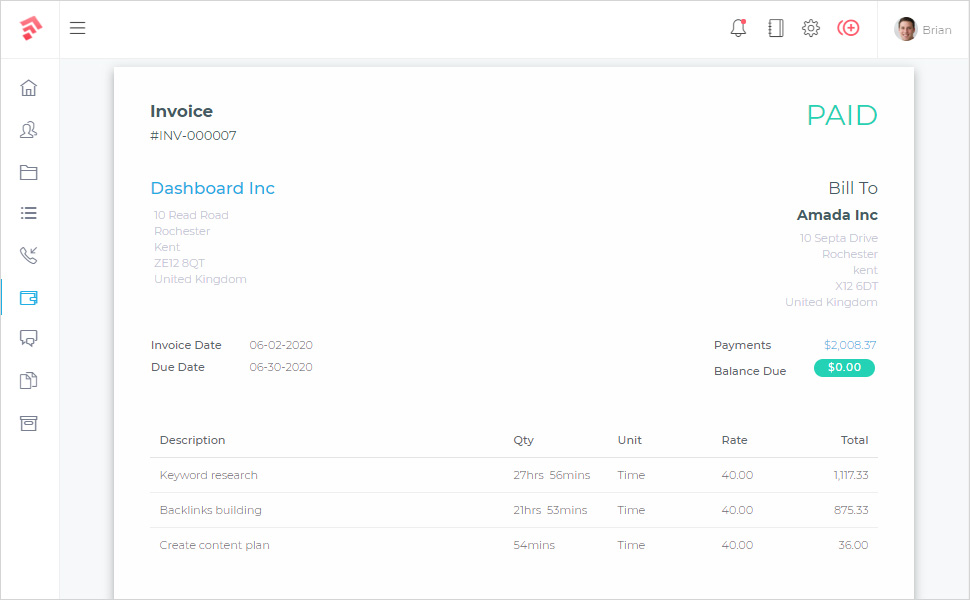 Brian
Invoice
PAID
#INV-000007
Dashboard Inc
Bill To
10 Read Road
Rochester
Kent
ZE12 8QT
United Kingdom
Amada Inc
10 Septa Drive
Rochester
kent
X12 6DT
United Kingdom
Invoice Date 06-02-2020
Due Date 06-30-2020
Payments $2,008.37
Balance Due $0.00
Description Qty Unit Rate Total
Keyword research 27hrs 56mins Time 40.00 1,117.33
Backlinks building 21hrs 53mins Time 40.00 875.33
Create content plan 54mins Time 40.00 36.00